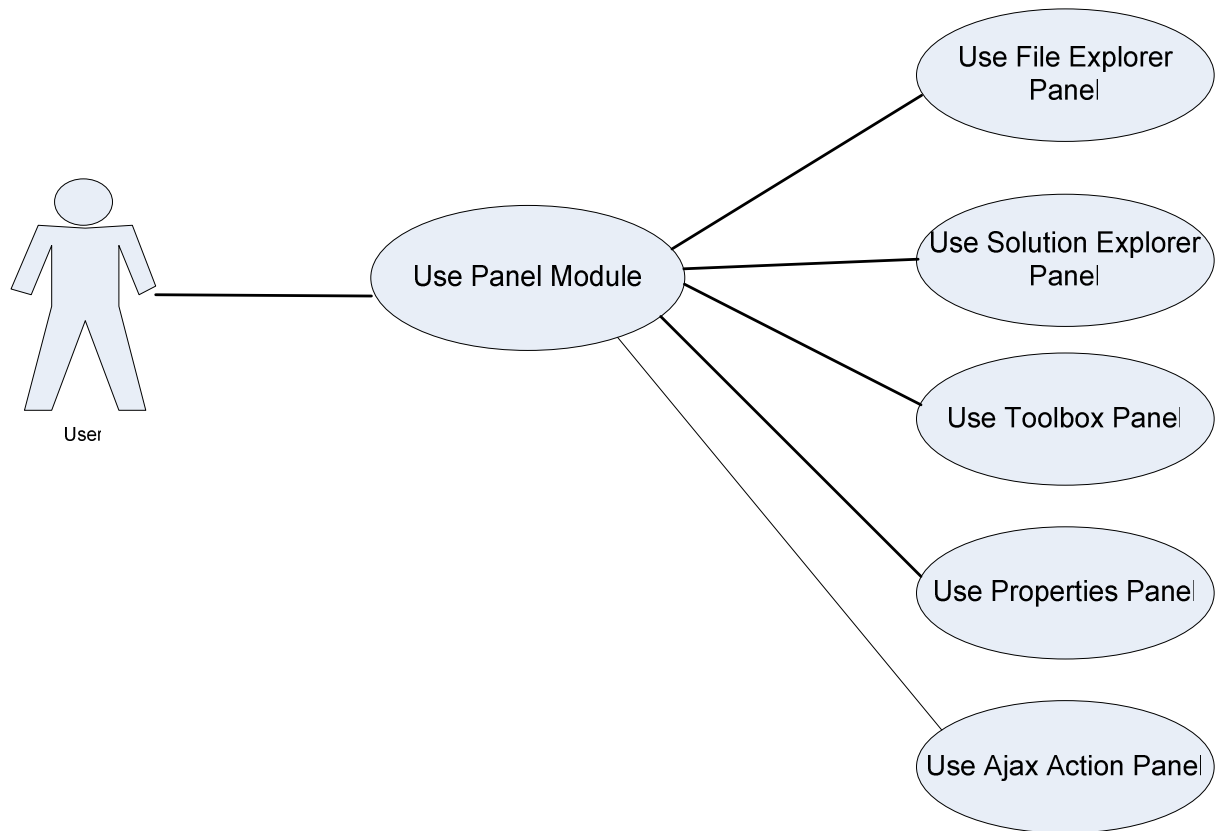 Use File Explorer
Panel
Use Solution Explorer
Panel
Use Panel Module
Use Toolbox Panel
User
Use Properties Panel
Use Ajax Action Panel